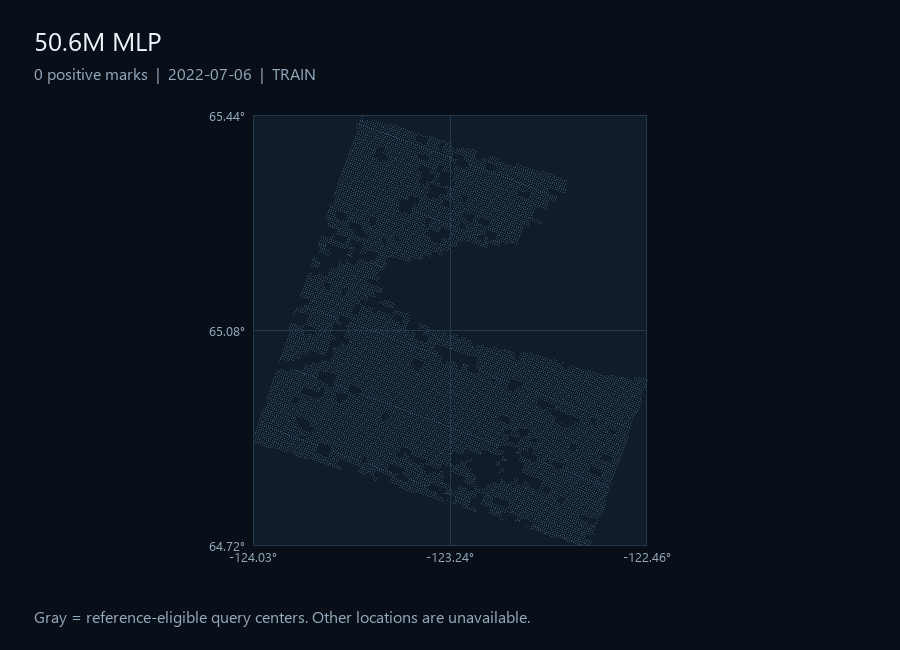 50.6M MLP
0 positive marks | 2022-07-06 | TRAIN
65.44°
65.08°
64.72°
-124.03°
-123.24°
-122.46°
Gray = reference-eligible query centers. Other locations are unavailable.